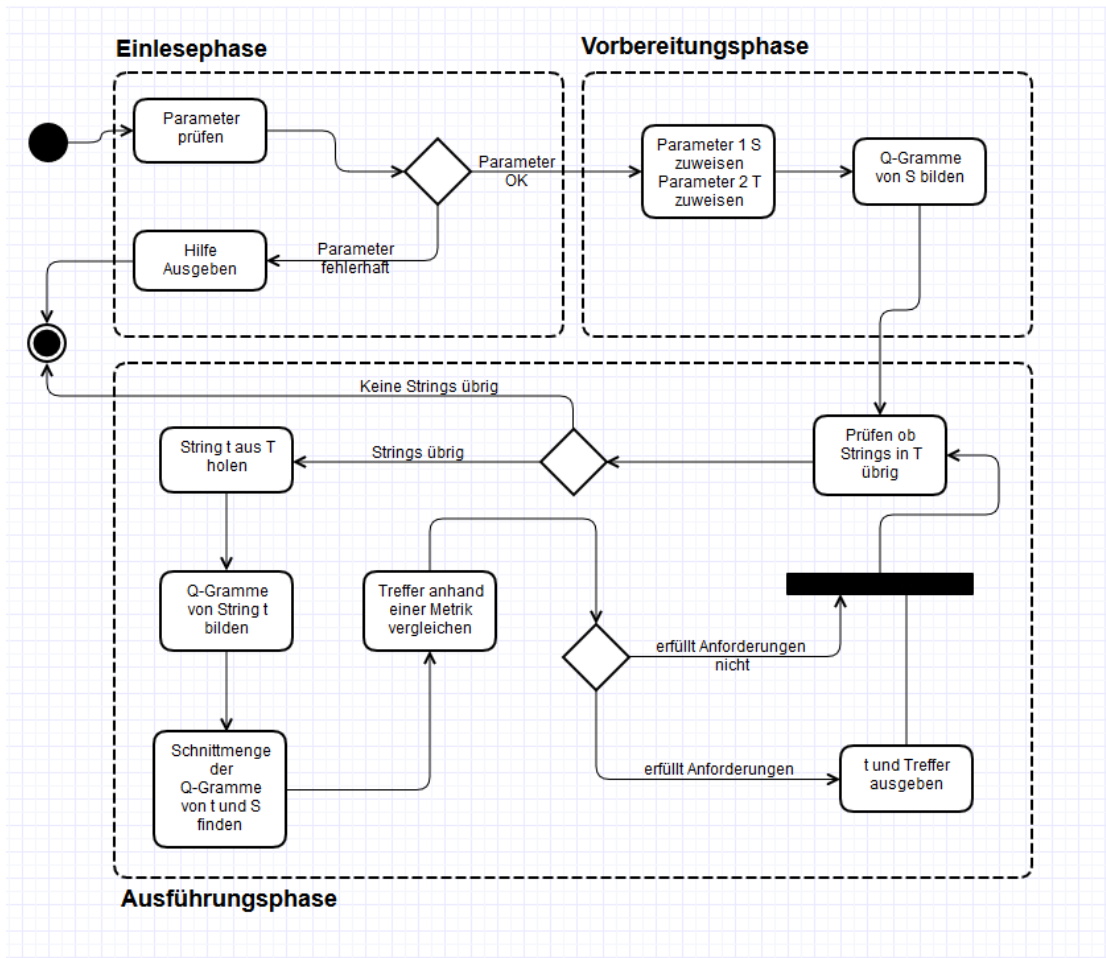 Einlesephase
Vorbereitungsphase
Parameter
prüfen
Parameter
OK
Parameter 1 S
zuweisen
Parameter 2 T
zuweisen
Q-Gramme
von S bilden
Hilfe
Ausgeben
Parameter
fehlerhaft
Keine Strings übrig
String t aus T
holen
Strings übrig
Prüfen ob
Strings in T
übrig
Q-Gramme
von String t
bilden
Treffer anhand
einer Metrik
vergleichen
erfüllt Anforderungen
nicht
Schnittmenge
der
Q-Gramme
von t und S
finden
erfüllt Anforderungen
t und Treffer
ausgeben
Ausführungsphase